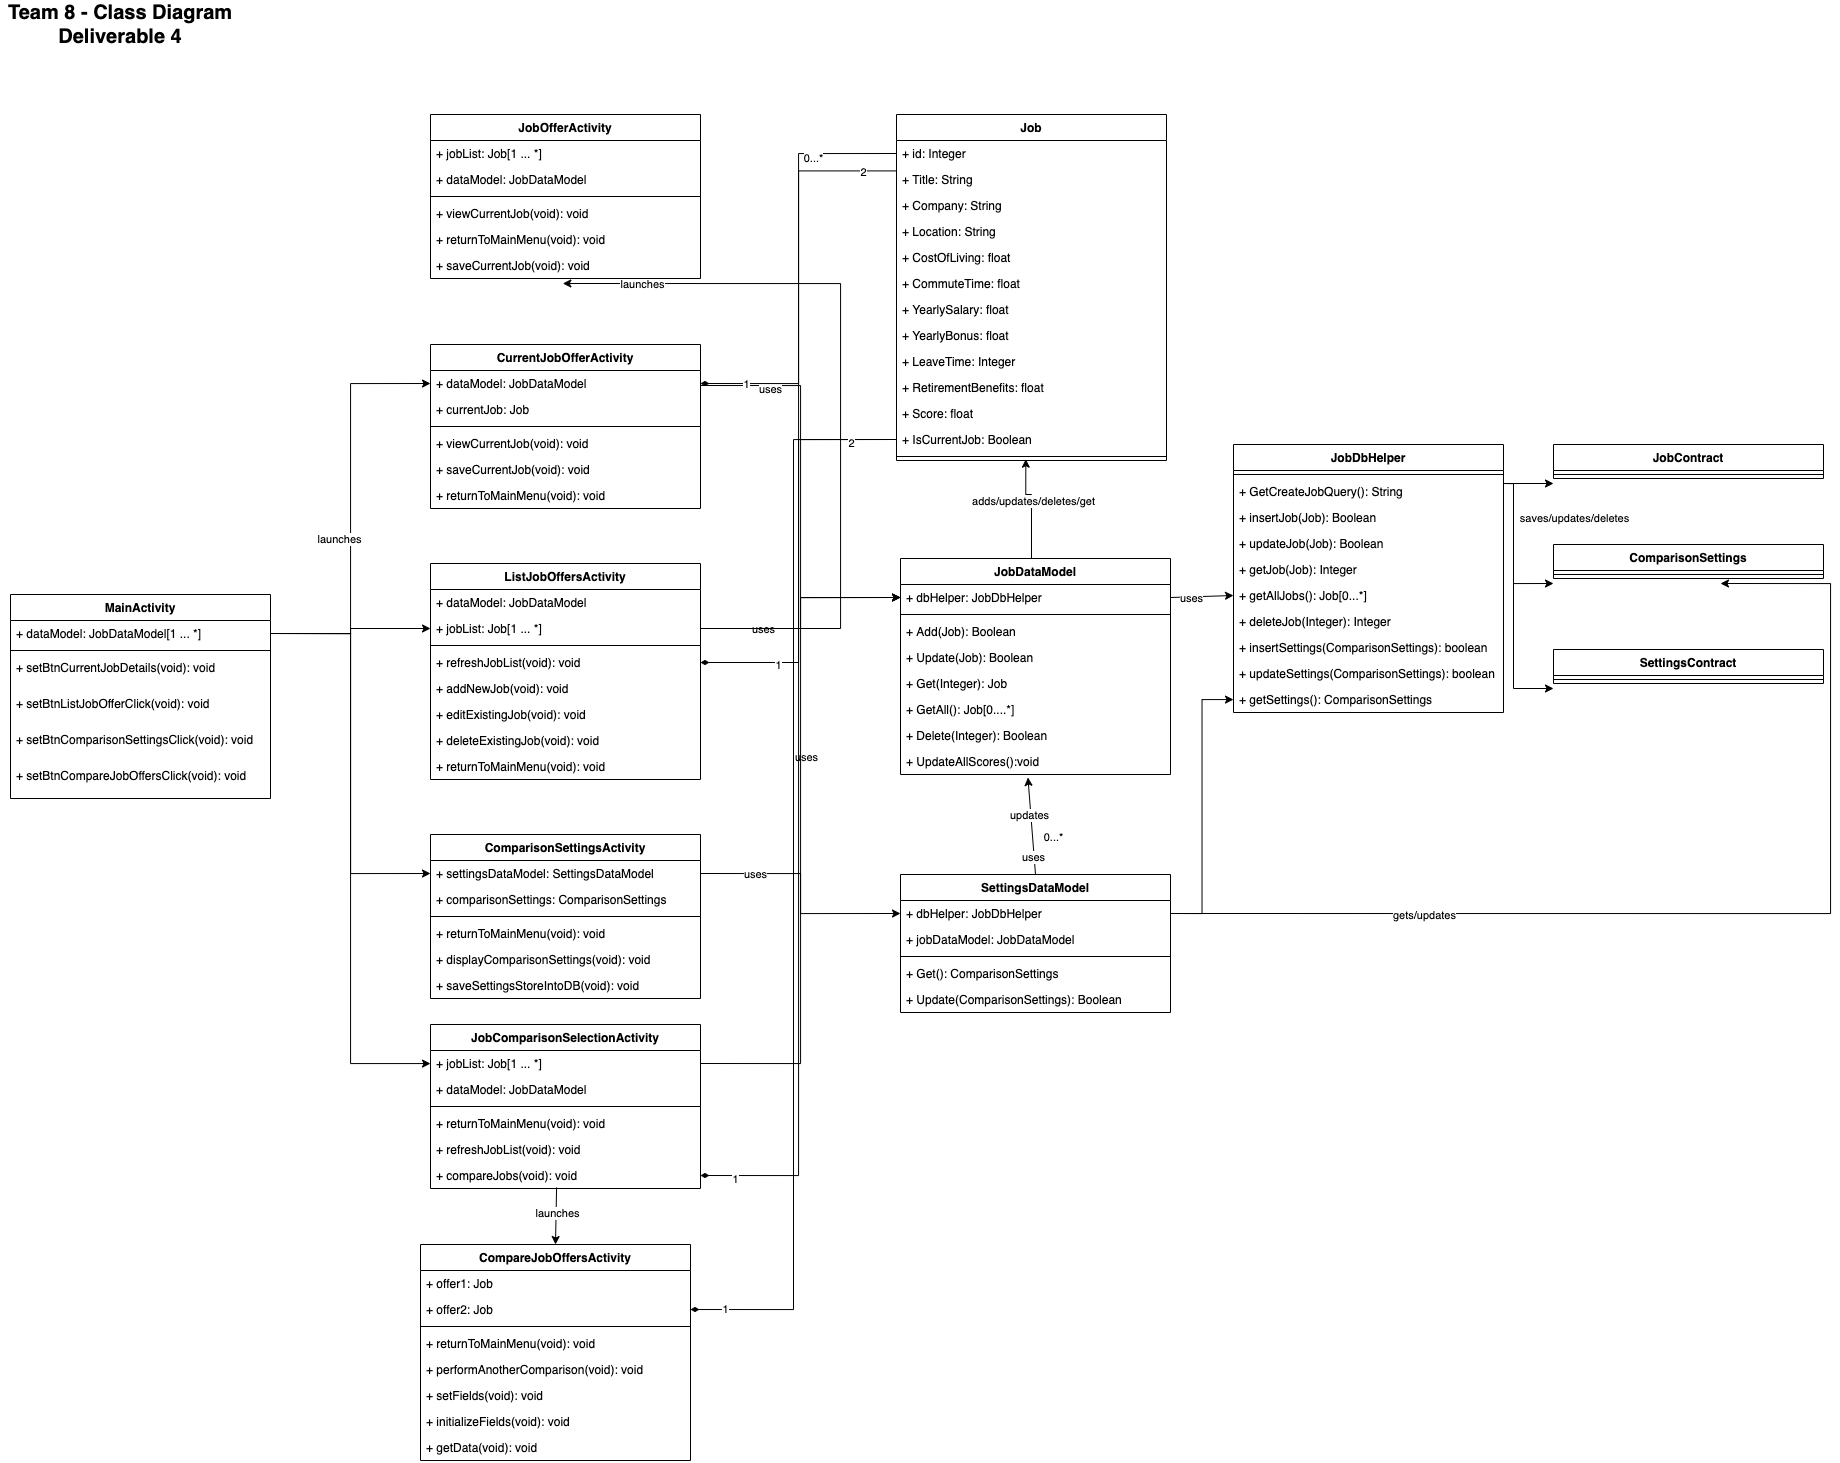 Team 8 - Class Diagram
Deliverable 4
JobOfferActivity
+ jobList: Job[1 ... *]
+ dataModel: JobDataModel
+ viewCurrentJob(void): void
+ returnToMainMenu(void): void
+ saveCurrentJob(void): void
launches
CurrentJobOfferActivity
+ dataModel: JobDataModel
+ currentJob: Job
+ viewCurrentJob(void): void
+ saveCurrentJob(void): void
+ returnToMainMenu(void): void
1
uses
launches
MainActivity
+ dataModel: JobDataModel[1 ... *]
+ setBtnCurrentJobDetails(void): void
+ setBtnListJobOfferClick(void): void
+ setBtnComparisonSettingsClick(void): void
+ setBtnCompareJobOffersClick(void): void
ListJobOffersActivity
+ dataModel: JobDataModel
+ jobList: Job[1 ... *]
+ refreshJobList(void): void
+ addNewJob(void): void
+ editExistingJob(void): void
+ deleteExistingJob(void): void
+ returnToMainMenu(void): void
uses
1
uses
ComparisonSettingsActivity
+ settingsDataModel: SettingsDataModel
+ comparisonSettings: ComparisonSettings
+ returnToMainMenu(void): void
+ displayComparisonSettings(void): void
+ saveSettingsStoreIntoDB(void): void
uses
JobComparisonSelectionActivity
+ jobList: Job[1 ... *]
+ dataModel: JobDataModel
+ returnToMainMenu(void): void
+ refreshJobList(void): void
+ compareJobs(void): void
1
launches
CompareJobOffersActivity
+ offer1: Job
+ offer2: Job
+ returnToMainMenu(void): void
+ performAnotherComparison(void): void
+ setFields(void): void
+ initializeFields(void): void
+ getData(void): void
1
0...*
2
2
Job
+ id: Integer
+ Title: String
+ Company: String
+ Location: String
+ CostOfLiving: float
+ CommuteTime: float
+ YearlySalary: float
+ YearlyBonus: float
+ LeaveTime: Integer
+ RetirementBenefits: float
+ Score: float
+ IsCurrentJob: Boolean
adds/updates/deletes/get
JobDataModel
+ dbHelper: JobDbHelper
+ Add(Job): Boolean
+ Update(Job): Boolean
+ Get(Integer): Job
+ GetAll(): Job[0....*]
+ Delete(Integer): Boolean
+ UpdateAllScores():void
uses
updates
0...*
uses
SettingsDataModel
+ dbHelper: JobDbHelper
+ jobDataModel: JobDataModel
+ Get(): ComparisonSettings
+ Update(ComparisonSettings): Boolean
gets/updates
JobDbHelper
+ GetCreateJobQuery(): String
+ insertJob(Job): Boolean
+ updateJob(Job): Boolean
+ getJob(Job): Integer
+ getAllJobs(): Job[0...*]
+ deleteJob(Integer): Integer
+ insertSettings(ComparisonSettings): boolean
+ updateSettings(ComparisonSettings): boolean
+ getSettings(): ComparisonSettings
JobContract
saves/updates/deletes
ComparisonSettings
SettingsContract